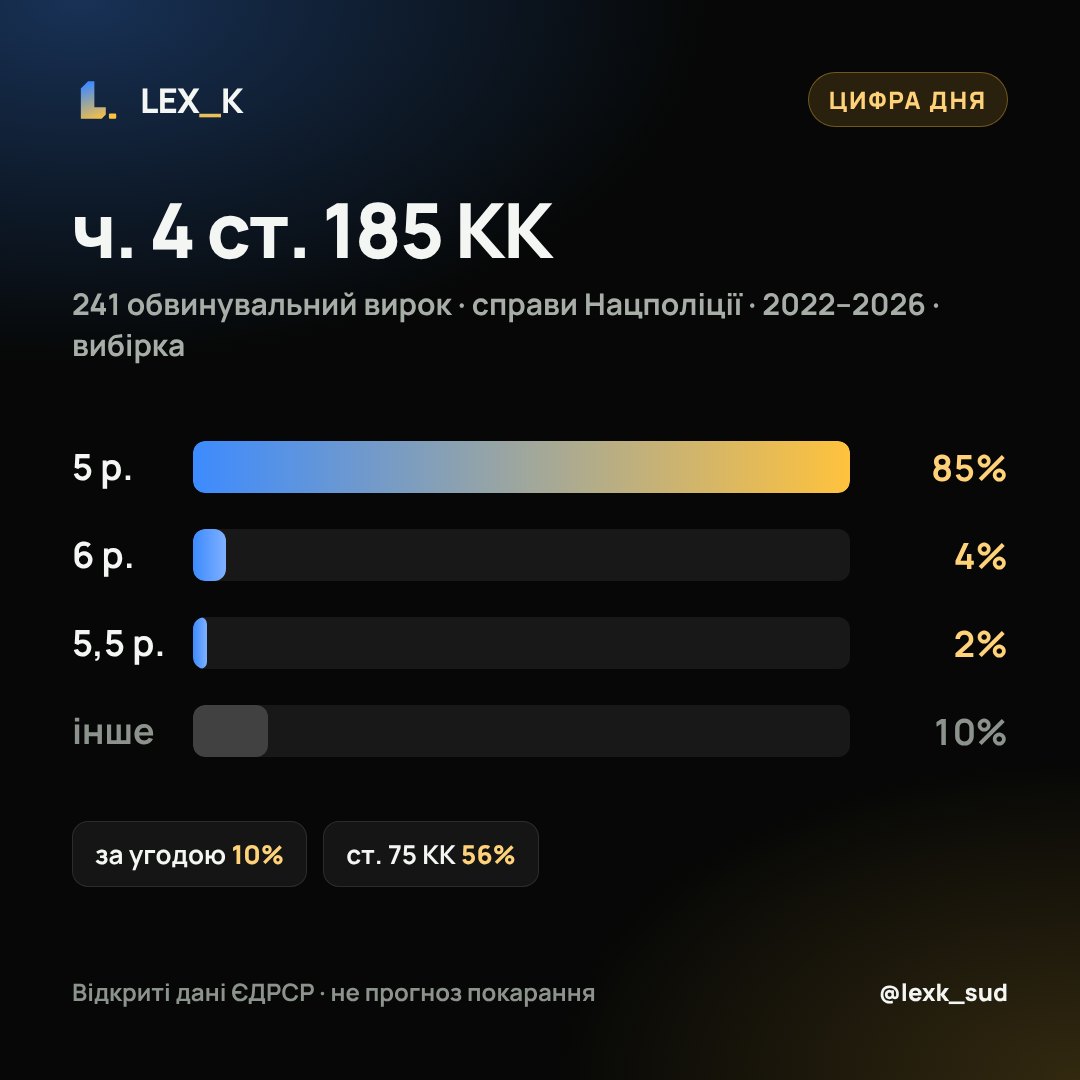 L.
LEX_K
ЦИФРА ДНЯ
ч. 4 ст. 185 КК
241 обвинувальний вирок · справи Нацполіції · 2022–2026 ·
вибірка
5 р.
85%
6 р.
4%
5,5 р.
2%
інше
10%
за угодою 10%
ст. 75 КК 56%
Відкриті дані ЄДРСР · не прогноз покарання
@lexk_sud